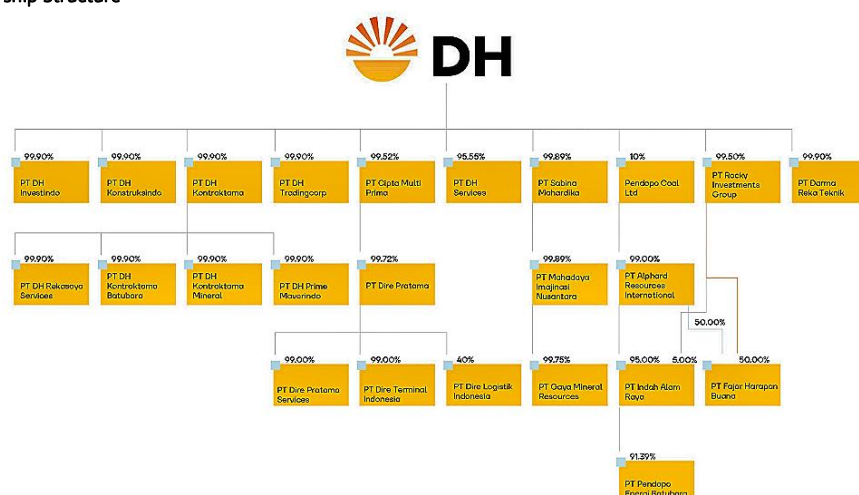 ship Structure
DH
99.90%
PT DH
Investindo
99.90%
PT DH
Konstruksindo
99.90%
PT DH
Kontraktama
99.90%
PT DH
Tradingcorp
99.52%
PT Cipta Multi
Prima
95.55%
PT DH
Services
99.89%
PT Sabina
Mahardika
10%
Pendopo Coal
Ltd
99.50%
PT Rocky
Investments
Group
99.90%
PT Darma
Reka Teknik
99.90%
PT DH Rekasaya
Services
99.90%
PT DH
Kontraktama
Batubara
99.90%
PT DH
Kontraktama
Mineral
99.90%
PT DH Prime
Maverindo
99.72%
PT Dire Pratama
99.89%
PT Mahadaya
Imajinasi
Nusantara
99.00%
PT Alphard
Resources
International
50.00%
99.00%
PT Dire Pratama
Services
99.00%
PT Dire Terminal
Indonesia
40%
PT Dire Logistik
Indonesia
99.75%
PT Gaya Mineral
Resources
95.00%
5.00%
PT Indah Alam
Raya
50.00%
PT Fajar Harapan
Buana
91.39%
PT Pendopo
Energi Batubara